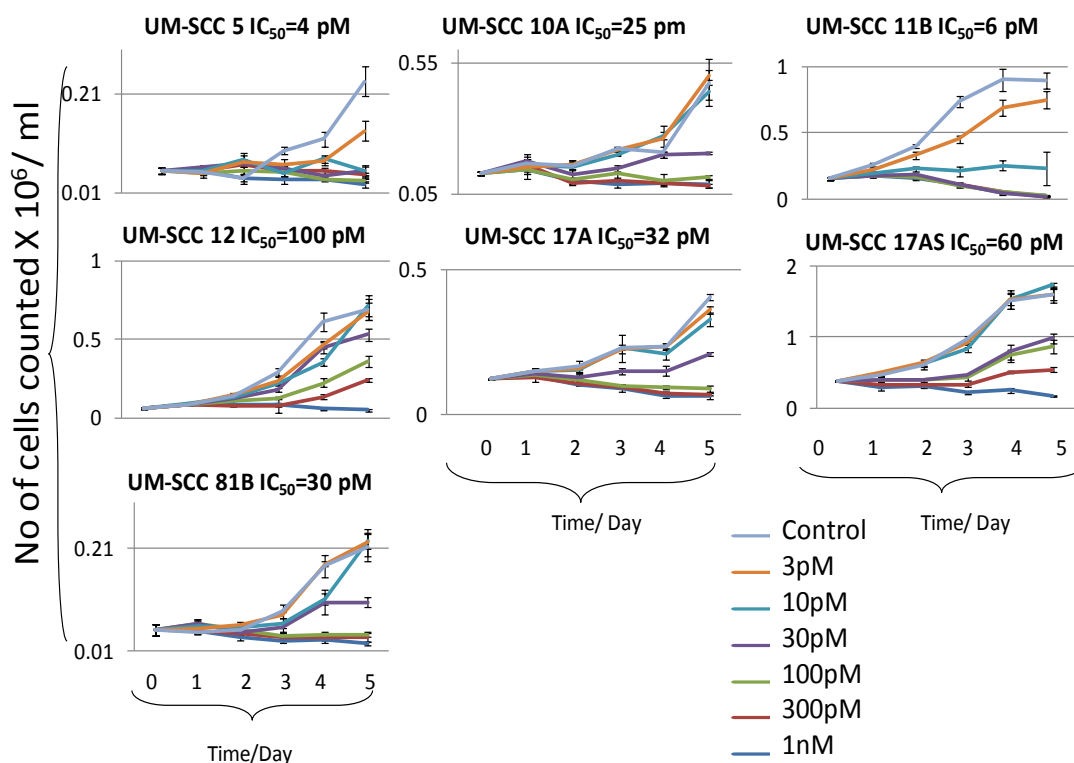 UM-SCC 5 IC50=4 pM
UM-SCC 10A IC50=25 pm
UM-SCC 11B IC50=6 pM
0.21
0.01
0.55
0.05
1
0.5
0
UM-SCC 12 IC50=100 pM
UM-SCC 17A IC50=32 pM
UM-SCC 17AS IC50=60 pM
1
0.5
0
0.5
0
2
1
0
0 1 2 3 4 5
0 1 2 3 4 5
Time/ Day
Time/ Day
UM-SCC 81B IC50=30 pM
0.21
0.01
0 1 2 3 4 5
Time/Day
No of cells counted X 10⁶/ ml
Control
3pM
10pM
30pM
100pM
300pM
1nM